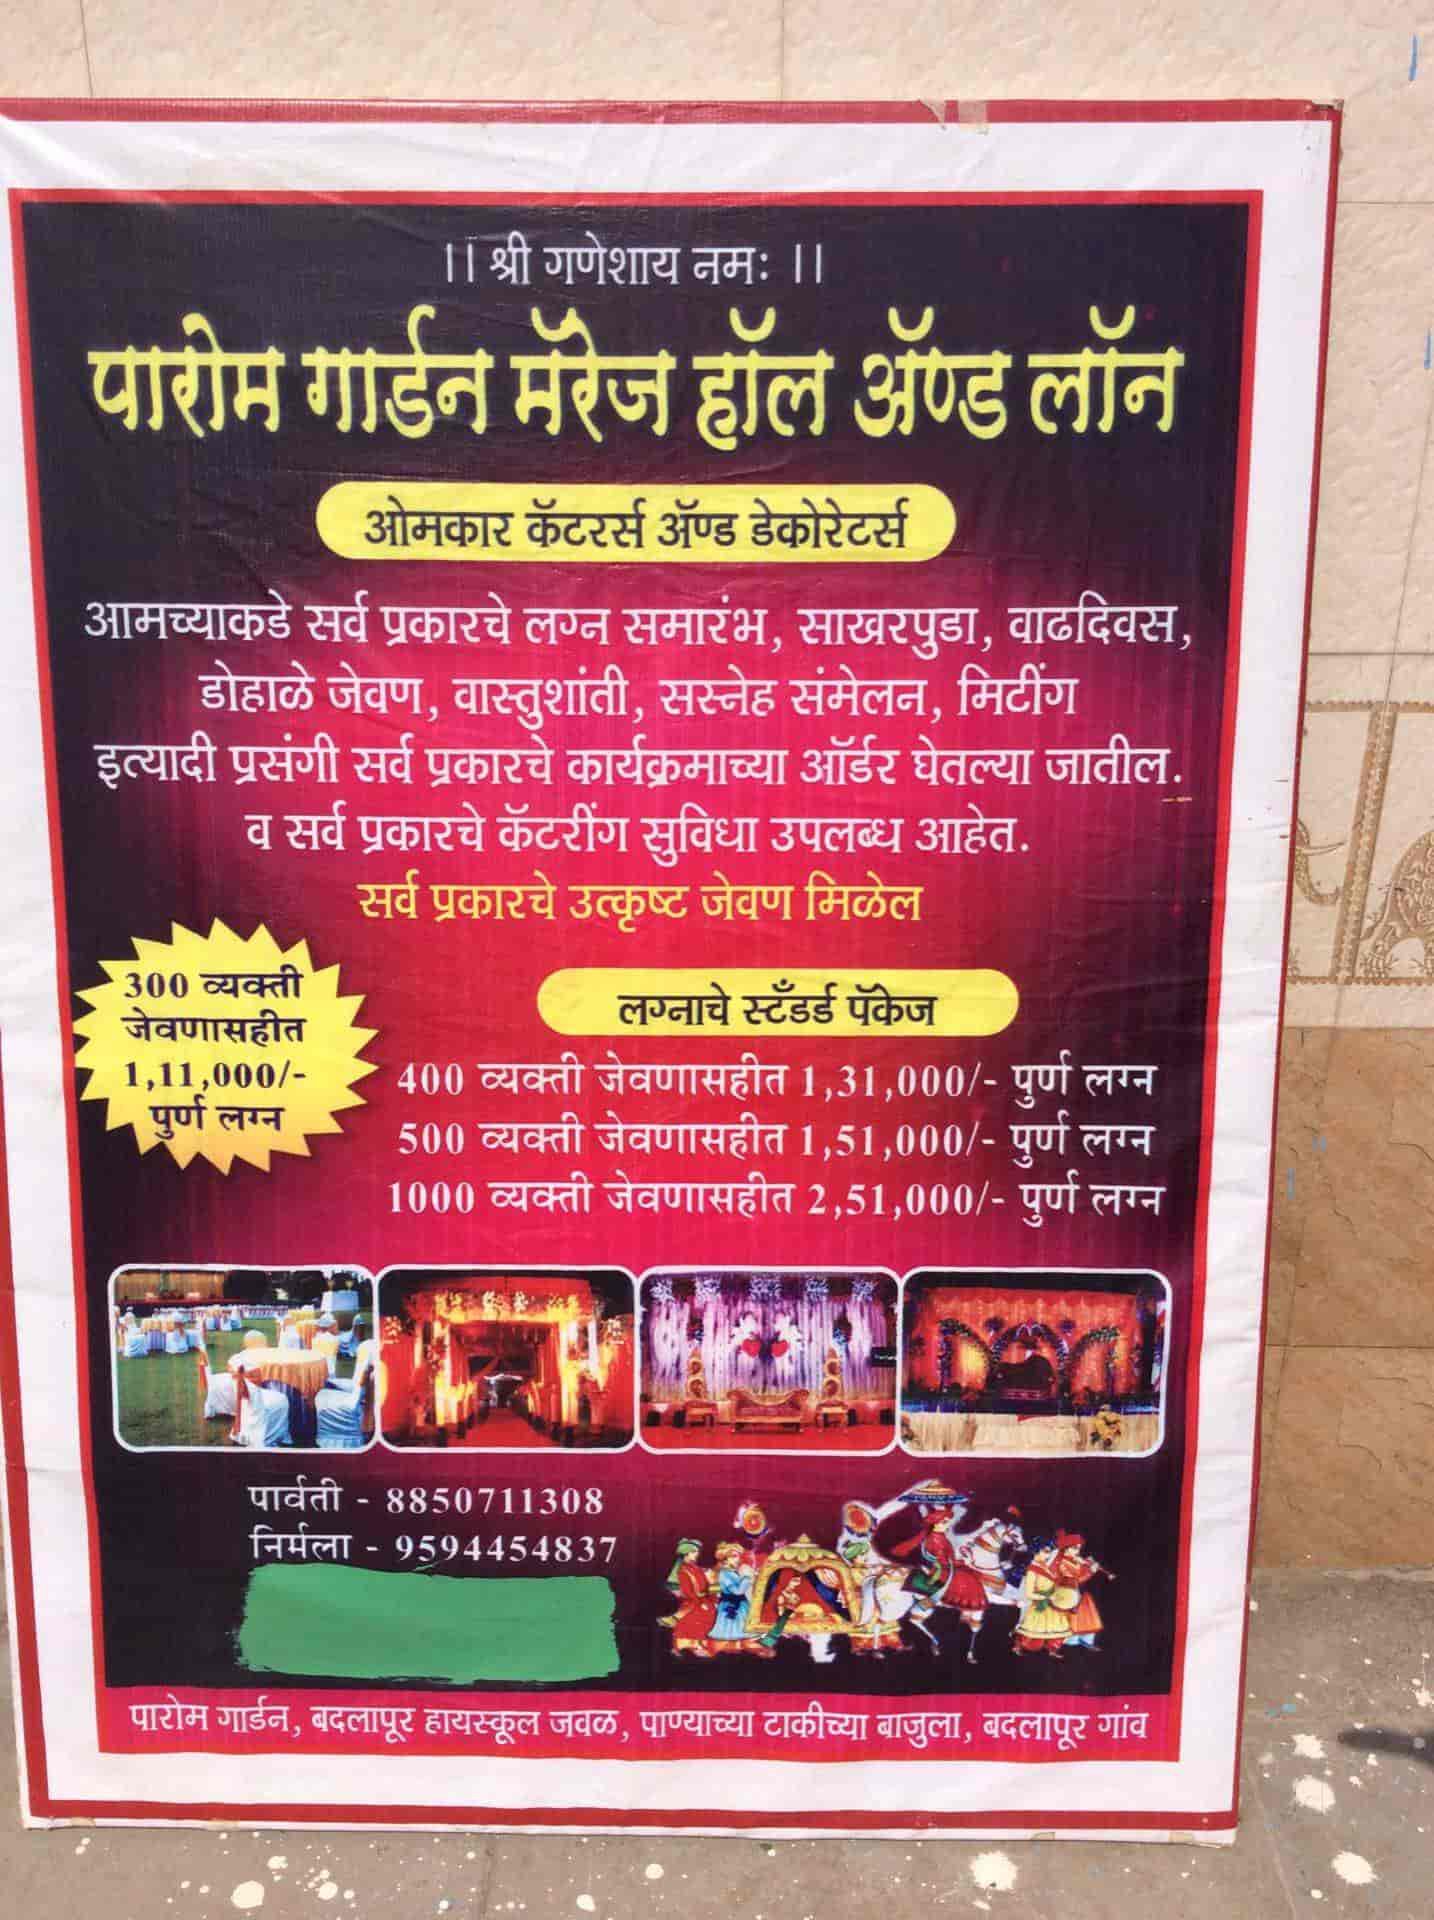 ।। श्री गणेशाय नमः ।।
पारोम गार्डन मॅरेज हॉल ॲण्ड लॉन
ओमकार कॅटरर्स ॲण्ड डेकोरेटर्स
आमच्याकडे सर्व प्रकारचे लग्न समारंभ, साखरपुडा, वाढदिवस,
डोहाळे जेवण, वास्तुशांती, सस्नेह संमेलन, मिटींग
इत्यादी प्रसंगी सर्व प्रकारचे कार्यक्रमाच्या ऑर्डर घेतल्या जातील.
व सर्व प्रकारचे कॅटरींग सुविधा उपलब्ध आहेत.
सर्व प्रकारचे उत्कृष्ट जेवण मिळेल
300 व्यक्ती
जेवणासहीत
1,11,000/-
पुर्ण लग्न
लग्नाचे स्टँडर्ड पॅकेज
400 व्यक्ती जेवणासहीत 1,31,000/- पुर्ण लग्न
500 व्यक्ती जेवणासहीत 1,51,000/- पुर्ण लग्न
1000 व्यक्ती जेवणासहीत 2,51,000/- पुर्ण लग्न
पार्वती - 8850711308
निर्मला - 9594454837
पारोम गार्डन, बदलापूर हायस्कूल जवळ, पाण्याच्या टाकीच्या बाजुला, बदलापूर गांव